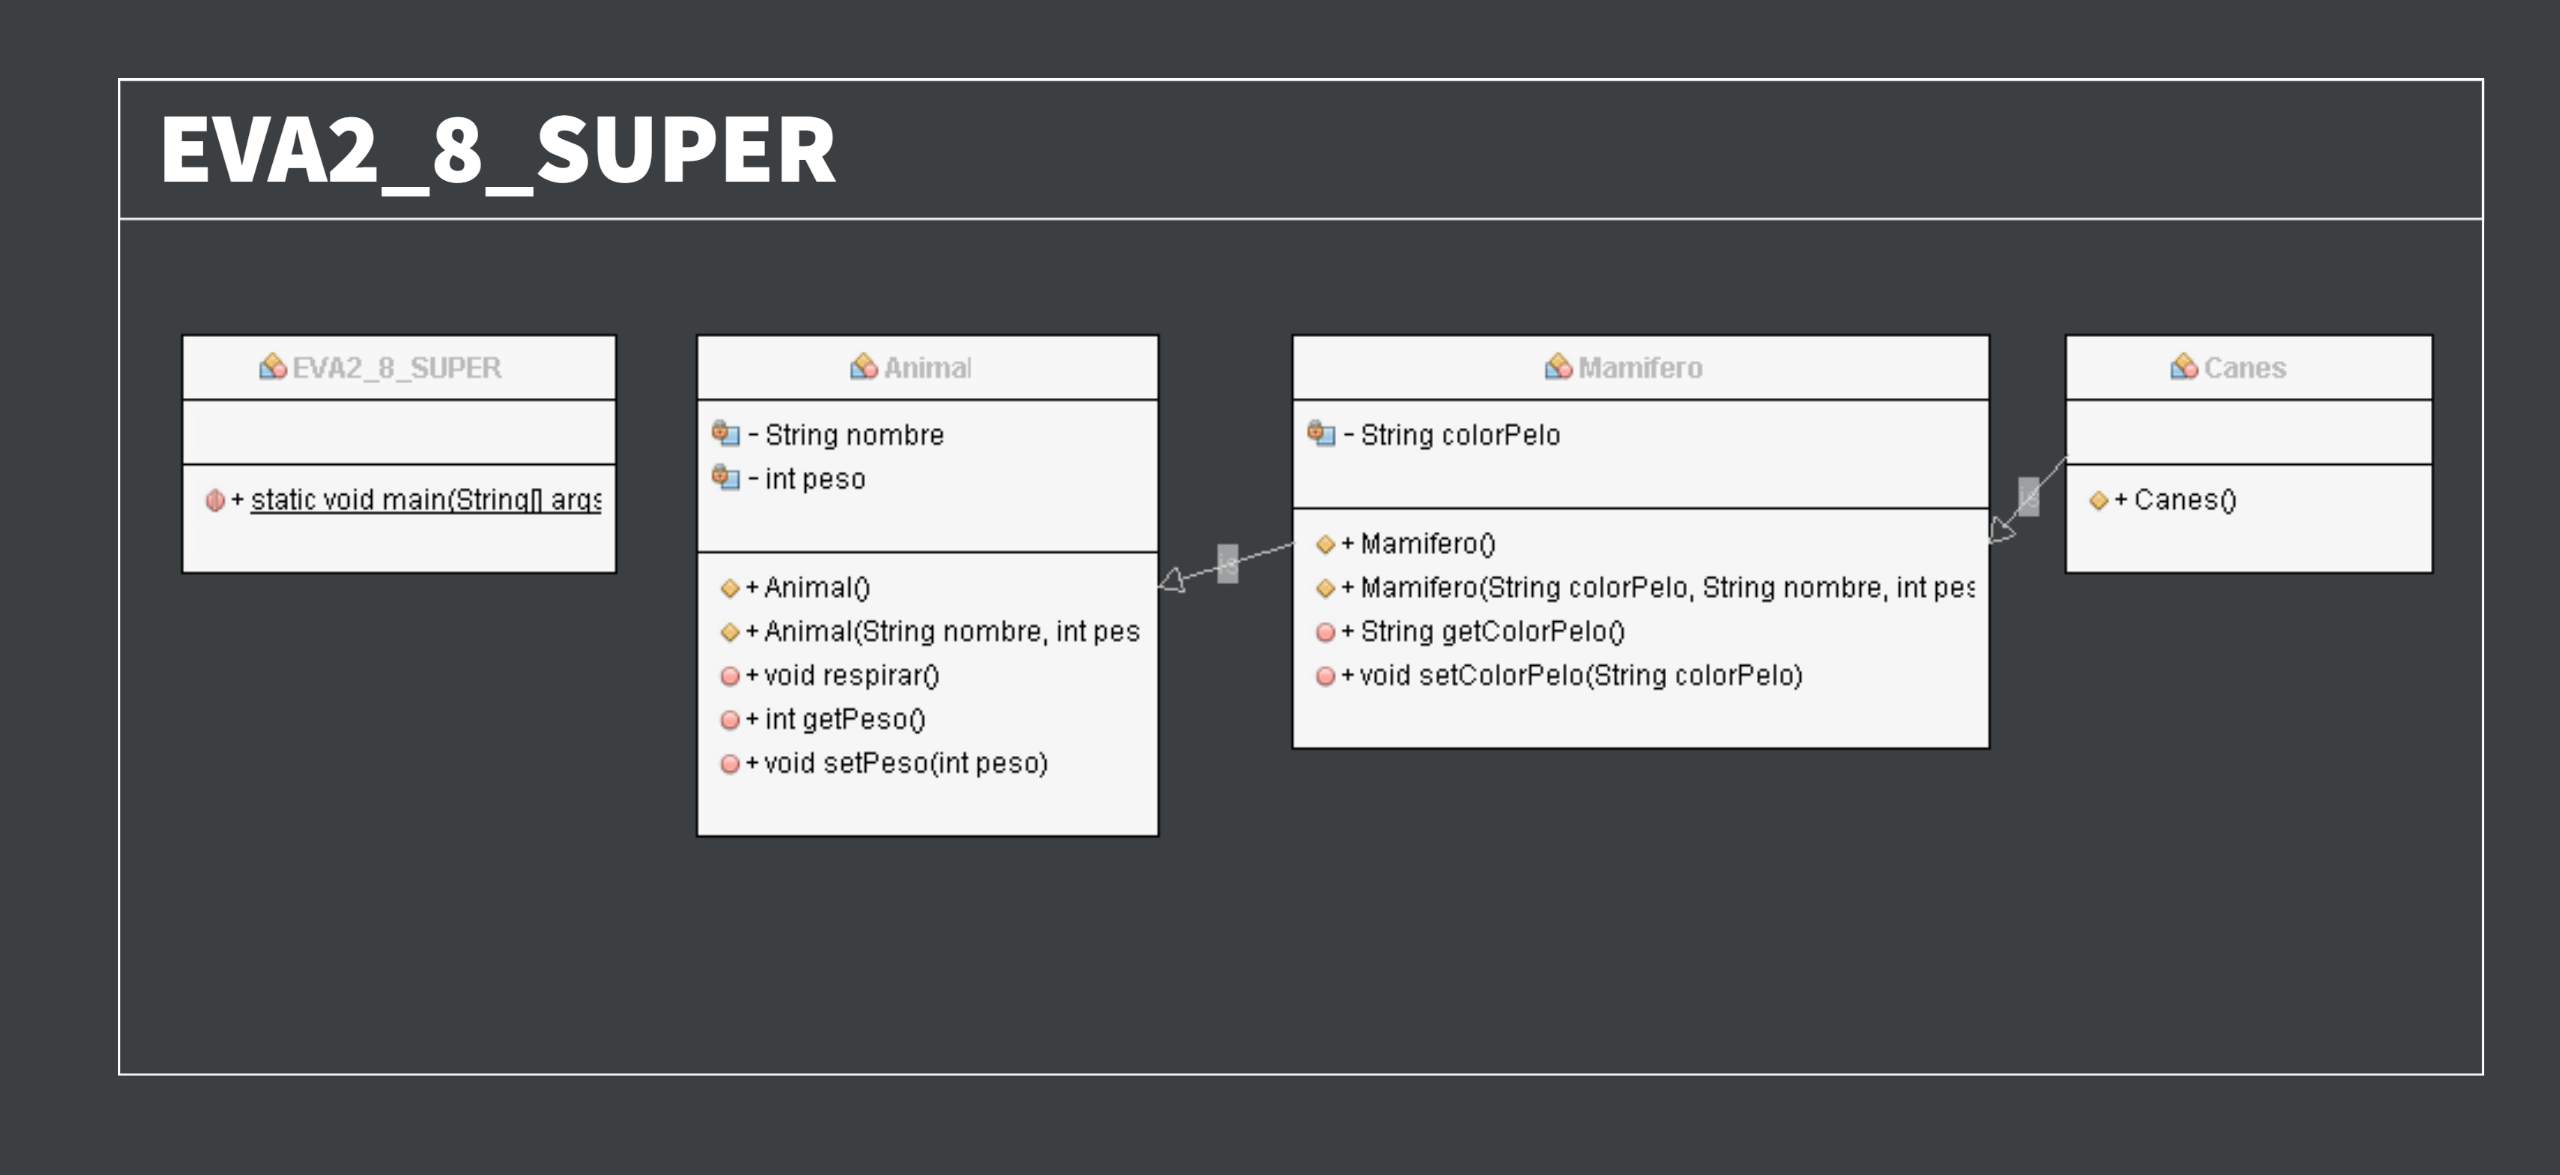 EVA2_8_SUPER
EVA2_8_SUPER
+ static void main(String[] args
Animal
- String nombre
- int peso
+ Animal()
+ Animal(String nombre, int pes
+ void respirar()
+ int getPeso()
+ void setPeso(int peso)
is
Mamifero
- String colorPelo
+ Mamifero()
+ Mamifero(String colorPelo, String nombre, int pes
+ String getColorPelo()
+ void setColorPelo(String colorPelo)
is
Canes
+ Canes()